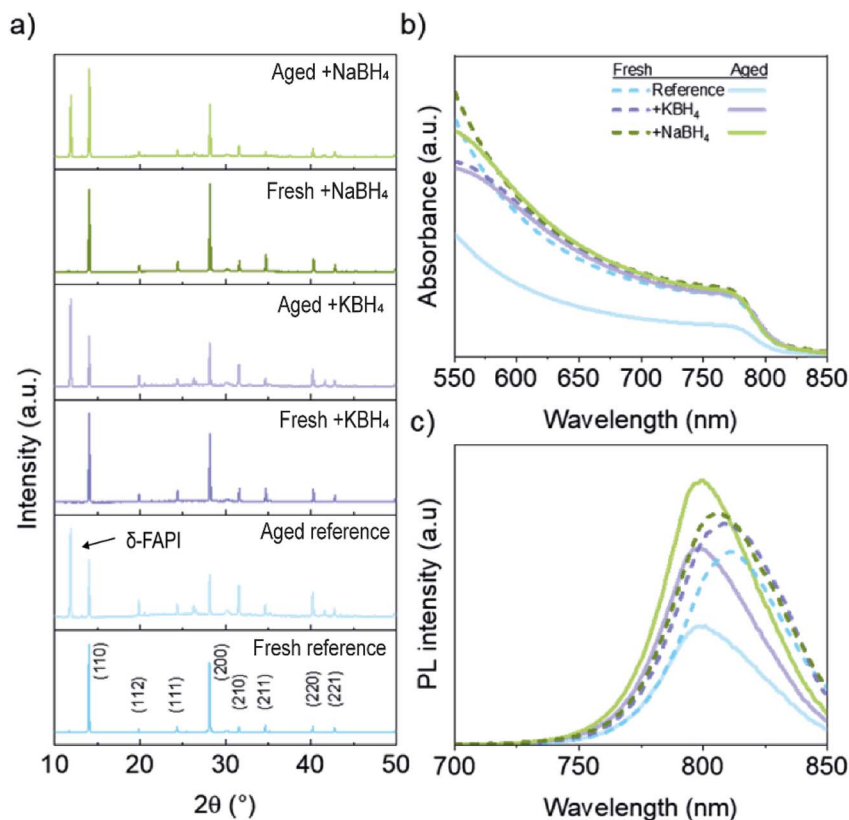 a)
Aged +NaBH₄
Fresh +NaBH₄
Aged +KBH₄
Fresh +KBH₄
Aged reference
δ-FAPI
Fresh reference
(110)
(112)
(111)
(200)
(210)
(211)
(220)
(221)
10 20 30 40 50
2θ (°)
Intensity (a.u.)
b)
Fresh Aged
Reference
+KBH₄
+NaBH₄
Absorbance (a.u.)
550 600 650 700 750 800 850
Wavelength (nm)
c)
PL intensity (a.u)
700 750 800 850
Wavelength (nm)